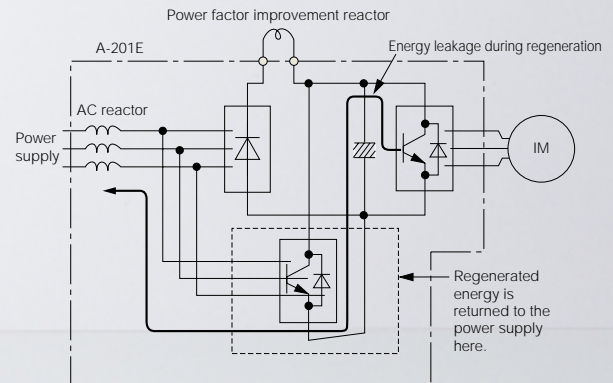 Power factor improvement reactor
A-201E
Energy leakage during regeneration
AC reactor
Power
supply
IM
Regenerated
energy is
returned to the
power supply
here.